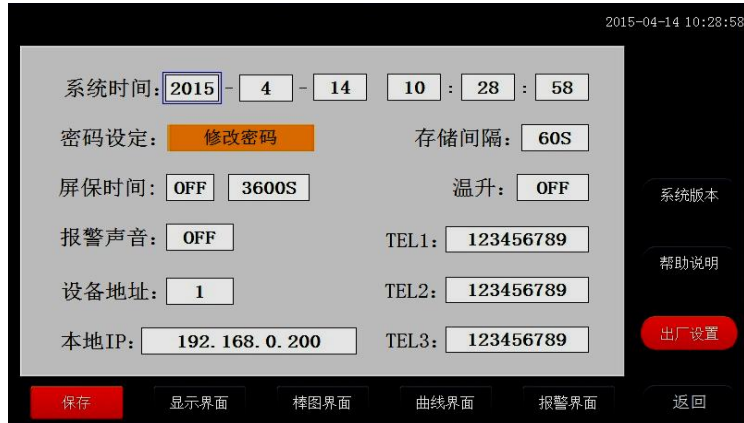 2015-04-14 10:28:58
系统时间: 2015 - 4 - 14 10 : 28 : 58
密码设定: 修改密码 存储间隔: 60S
屏保时间: OFF 3600S 温升: OFF
系统版本
报警声音: OFF TEL1: 123456789
帮助说明
设备地址: 1 TEL2: 123456789
本地IP: 192.168.0.200 TEL3: 123456789
出厂设置
保存 显示界面 棒图界面 曲线界面 报警界面 返回